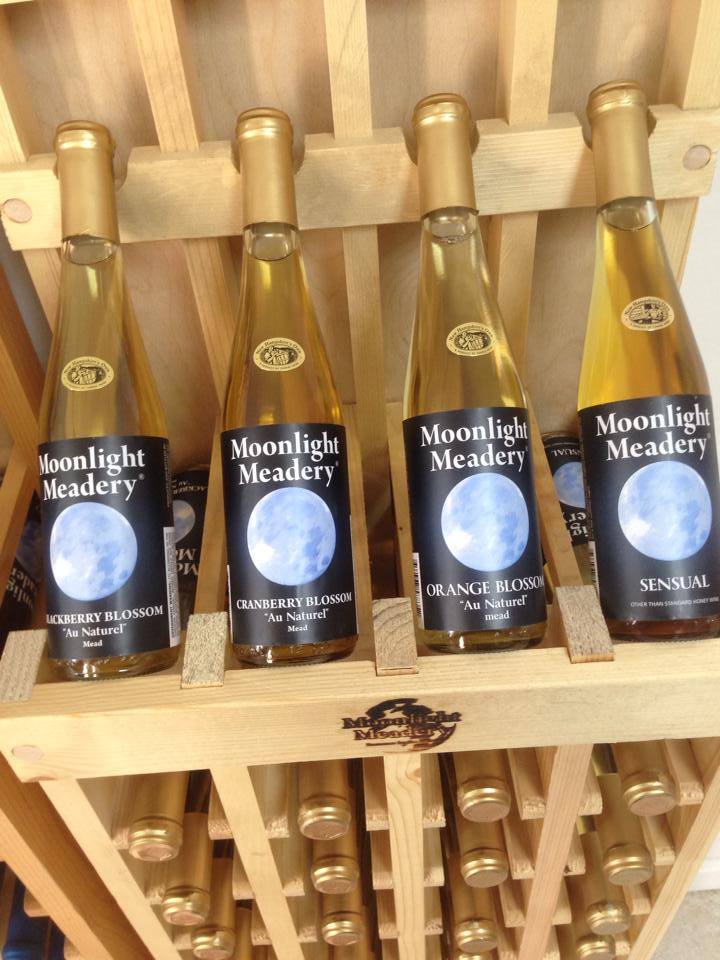 Moonlight
Meadery®
LACKBERRY BLOSSOM
"Au Naturel"
Mead
Moonlight
Meadery®
CRANBERRY BLOSSOM
"Au Naturel"
Mead
Moonlight
Meadery®
ORANGE BLOSSOM
"Au Naturel"
mead
Moonlight
Meadery®
SENSUAL
OTHER THAN STANDARD HONEY WINE
Moonlight
Meadery